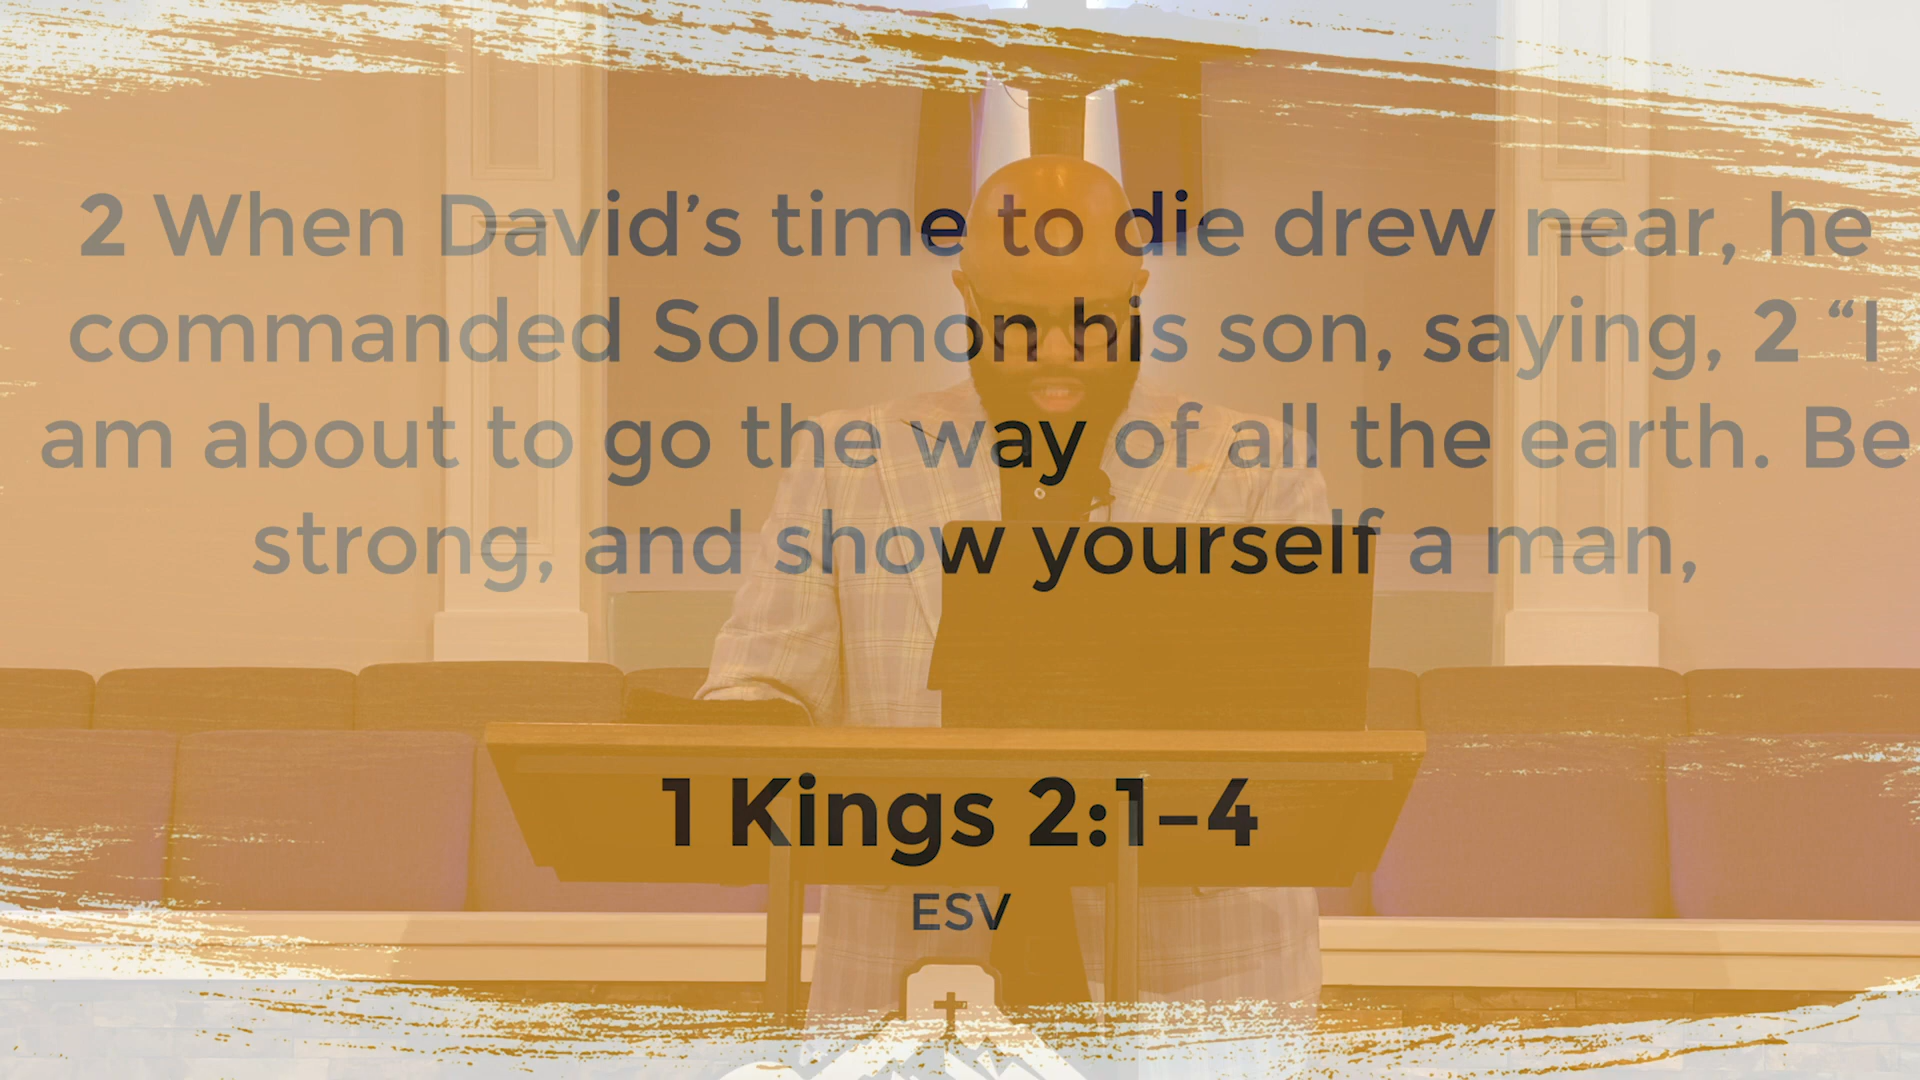 2 When David’s time to die drew near, he
commanded Solomon his son, saying, 2 “I
am about to go the way of all the earth. Be
strong, and show yourself a man,
1 Kings 2:1–4
ESV